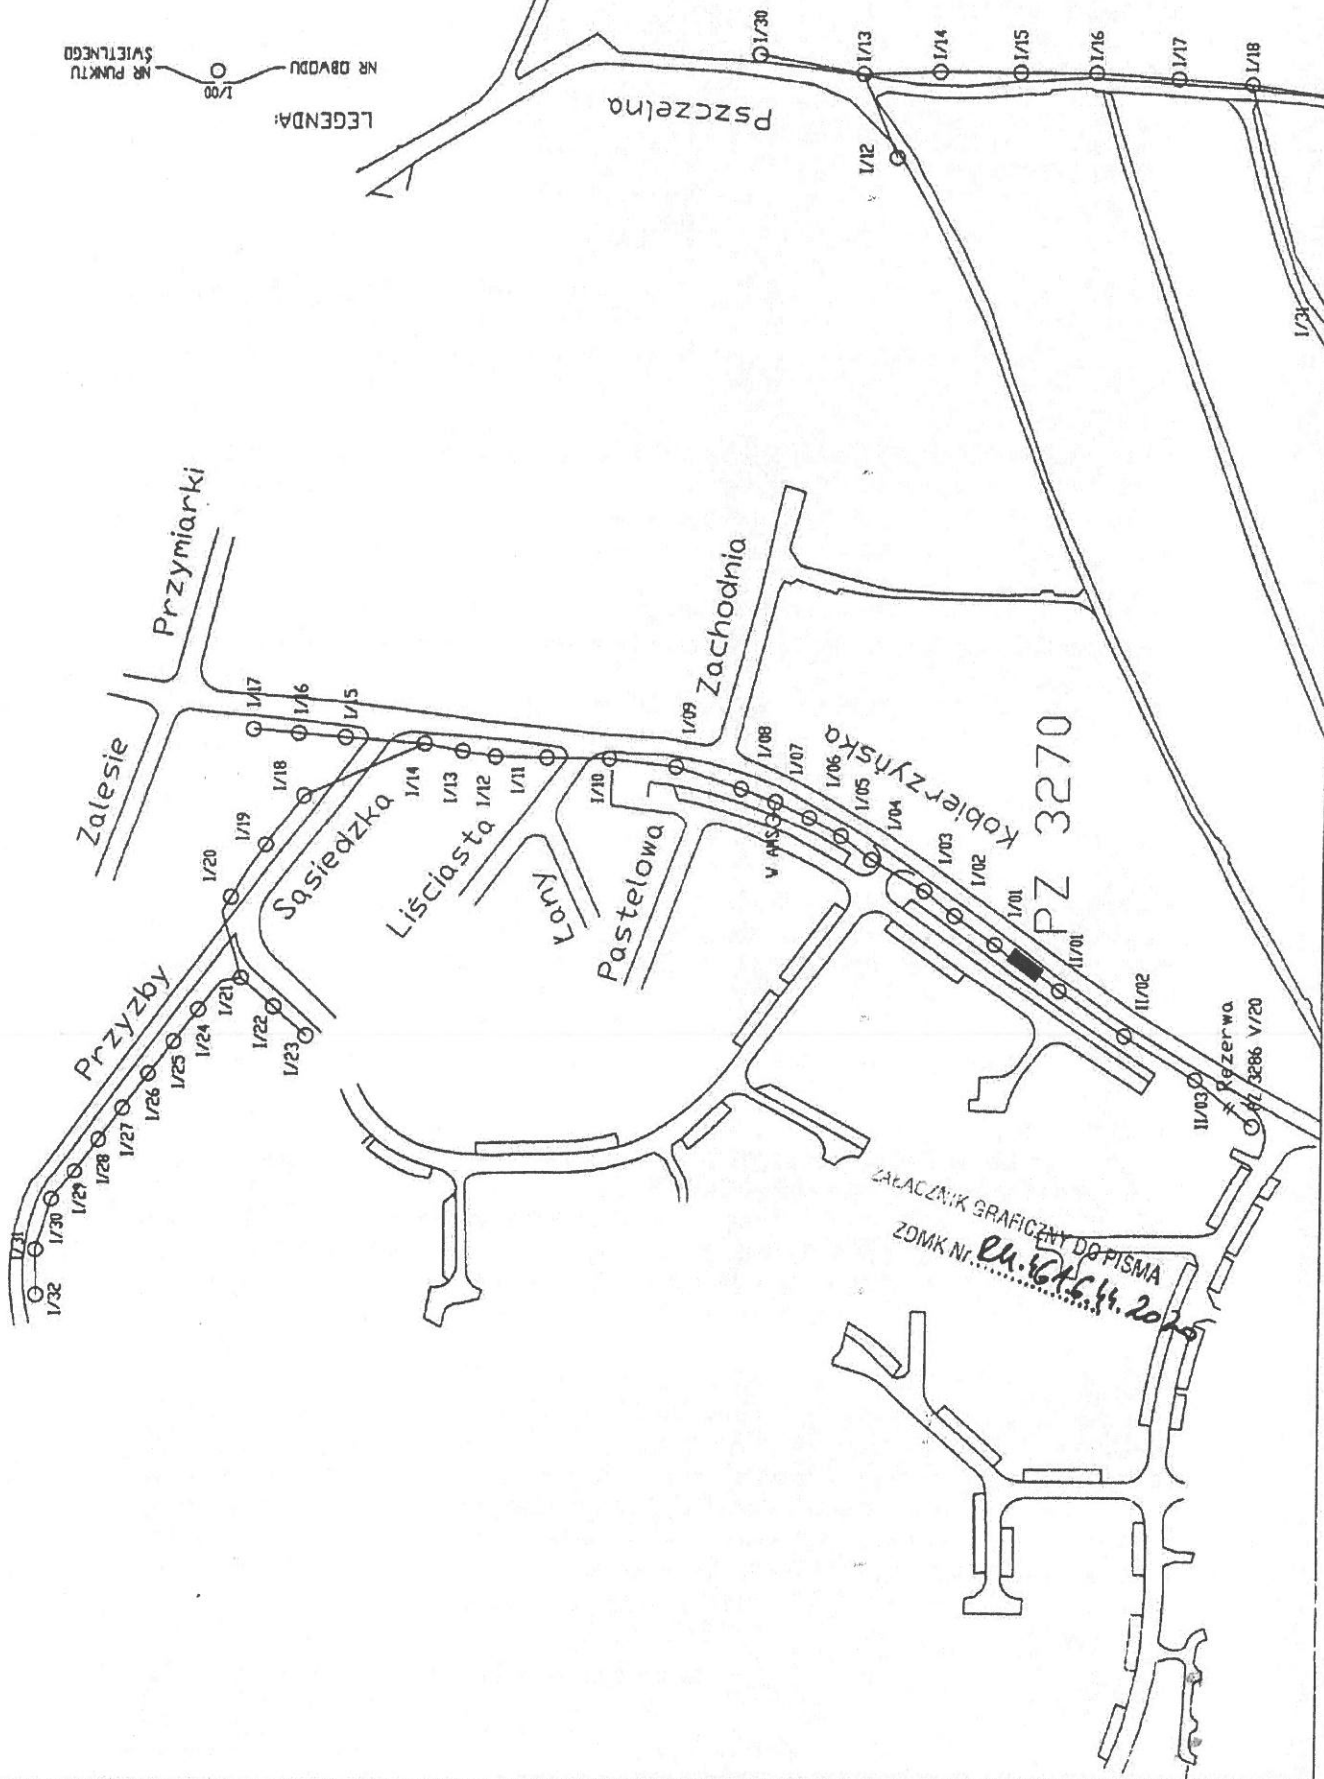 LEGENDA:
NR OBWODU
I/00
NR PUNKTU
ŚWIETLNEGO
Pszczelna
I/30
I/13
I/14
I/15
I/16
I/17
I/18
I/12
I/31
Przymiarki
Zalesie
I/17
I/16
I/15
I/18
I/19
I/20
Sąsiedzka
I/14
I/13
I/12
I/11
I/10
I/09
Zachodnia
I/08
I/07
I/06
I/05
I/04
Kobierzyńska
I/03
I/02
I/01
PZ 3270
II/01
II/02
II/03
Rezerwa
3286 V/20
W AMS
Liściasta
Łany
Pastelowa
Przyzby
I/21
I/22
I/23
I/24
I/25
I/26
I/27
I/28
I/29
I/30
I/31
I/32
ZAŁĄCZNIK GRAFICZNY DO PISMA
ZDMK Nr